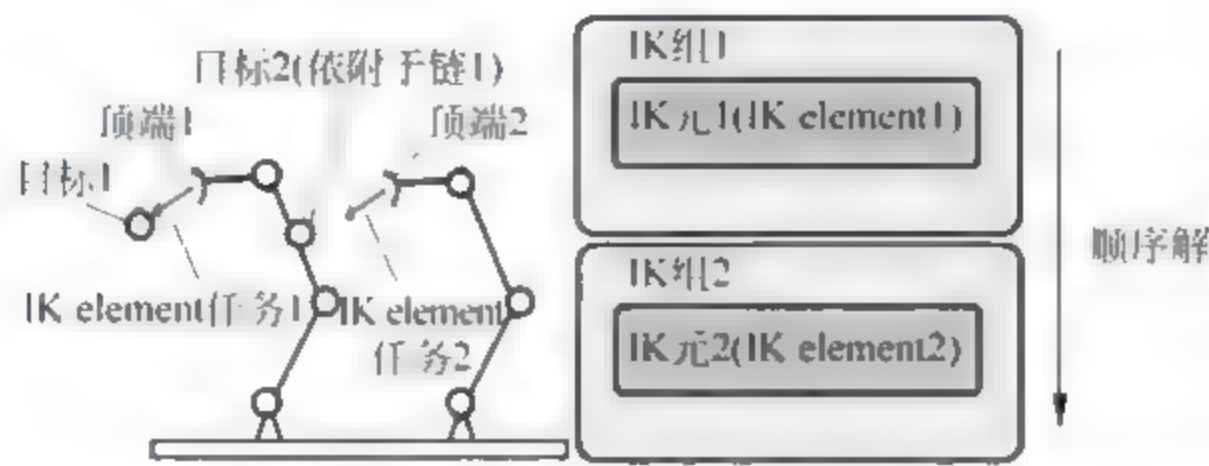 目标2(依附于链1)
顶端1
顶端2
目标1
IK element任务1
IK element
任务2
IK组1
IK元1(IK element1)
IK组2
IK元2(IK element2)
顺序解